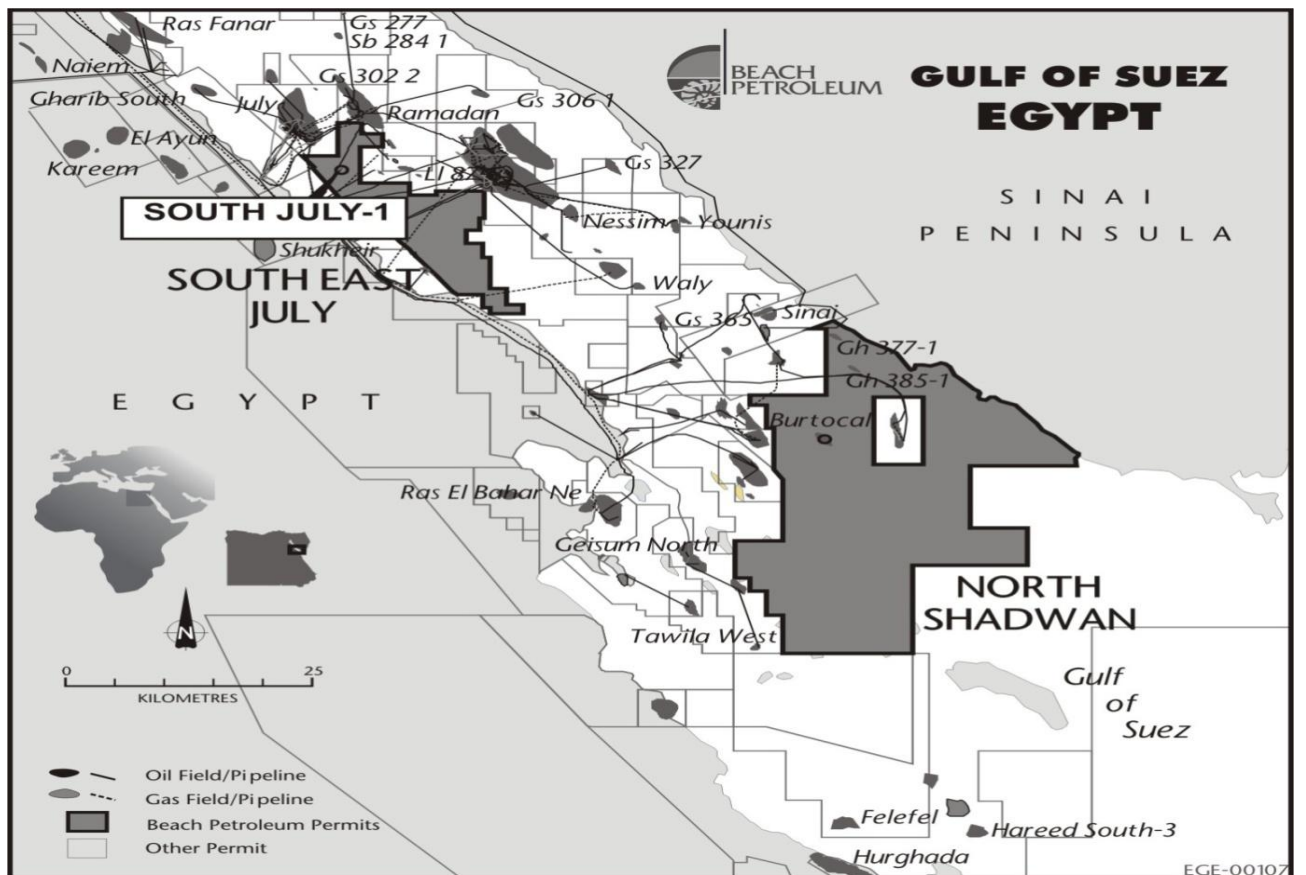 Ras Fanar
Gs 277
Sb 284 1
Naiem
Gs 302 2
Gharib South
July
Ramadan
Gs 306 1
El Ayun
Kareem
Gs 327
SOUTH JULY-1
Nessim
Younis
Shukheir
SOUTH EAST
JULY
Waly
BEACH
PETROLEUM
GULF OF SUEZ
EGYPT
SINAI
PENINSULA
Gs 365
Sinai
Gh 377-1
Gh 385-1
EGYPT
Burtocal
Ras El Bahar Ne
Geisum North
NORTH
SHADWAN
Tawila West
N
0 25
KILOMETRES
Gulf
of
Suez
Oil Field/Pipeline
Gas Field/Pipeline
Beach Petroleum Permits
Other Permit
Felefel
Hareed South-3
Hurghada
EGE-00107